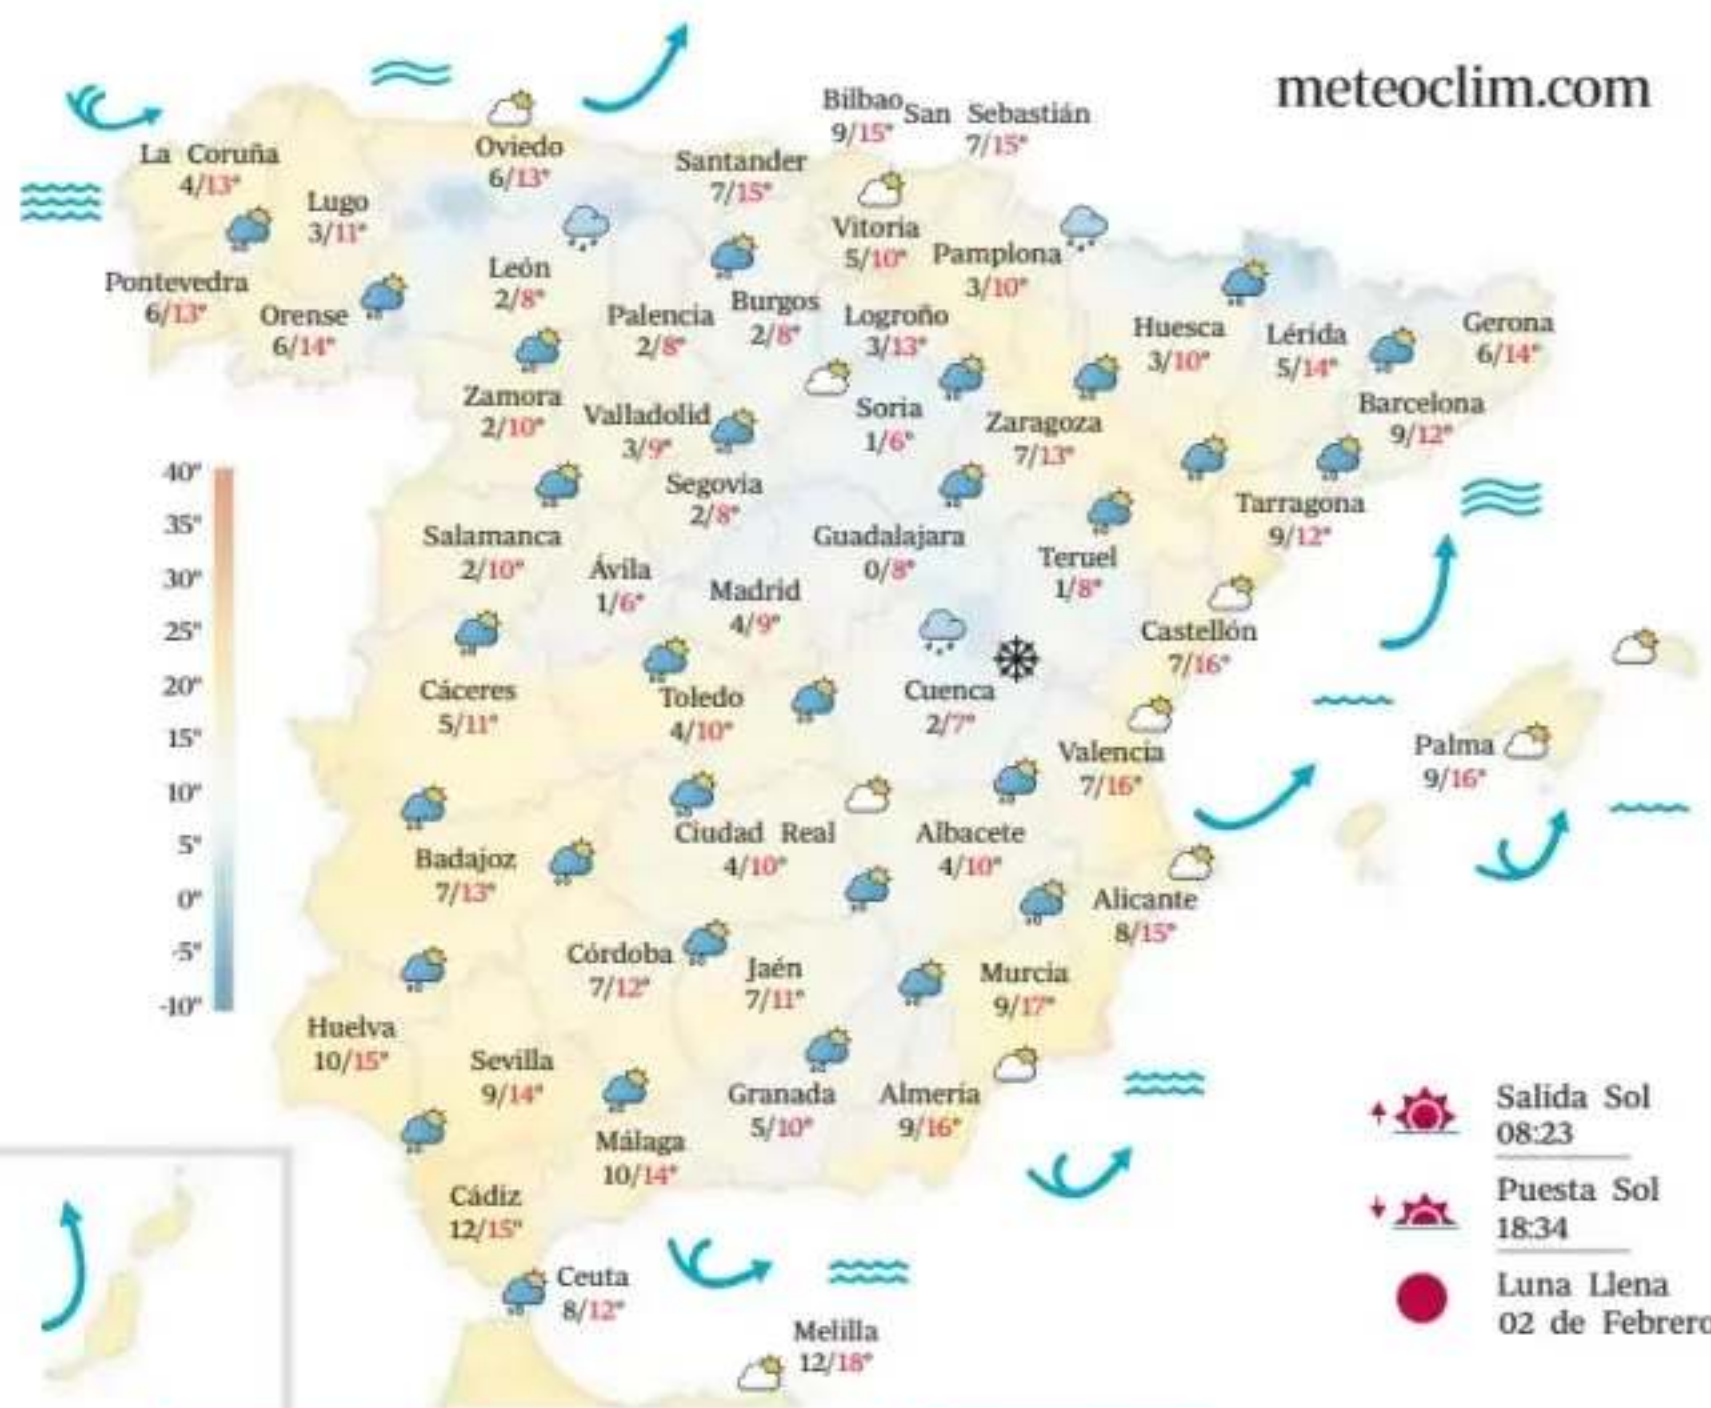 meteoclim.com
Bilbao
9/15°
San Sebastián
7/15°
La Coruña
4/13°
Oviedo
6/13°
Santander
7/15°
Lugo
3/11°
Vitoria
5/10°
Pamplona
3/10°
Pontevedra
6/13°
Orense
6/14°
León
2/8°
Palencia
2/8°
Burgos
2/8°
Logroño
3/13°
Huesca
3/10°
Lérida
5/14°
Gerona
6/14°
Zamora
2/10°
Valladolid
3/9°
Soria
1/6°
Zaragoza
7/13°
Barcelona
9/12°
Segovia
2/8°
Tarragona
9/12°
Salamanca
2/10°
Ávila
1/6°
Madrid
4/9°
Guadalajara
0/8°
Teruel
1/8°
Castellón
7/16°
Cáceres
5/11°
Toledo
4/10°
Cuenca
2/7°
Valencia
7/16°
Palma
9/16°
Badajoz
7/13°
Ciudad Real
4/10°
Albacete
4/10°
Alicante
8/15°
Córdoba
7/12°
Jaén
7/11°
Murcia
9/17°
Huelva
10/15°
Sevilla
9/14°
Granada
5/10°
Almería
9/16°
Málaga
10/14°
Cádiz
12/15°
Ceuta
8/12°
Melilla
12/18°
40°
35°
30°
25°
20°
15°
10°
5°
0°
-5°
-10°
Salida Sol
08:23
Puesta Sol
18:34
Luna Llena
02 de Febrero